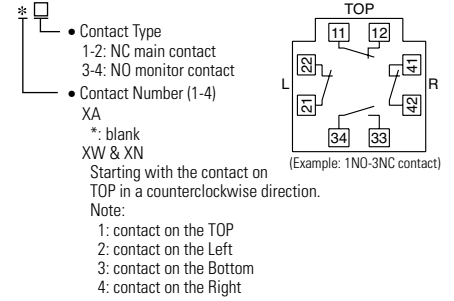 *□
• Contact Type
1-2: NC main contact
3-4: NO monitor contact
• Contact Number (1-4)
XA
*: blank
XW & XN
Starting with the contact on
TOP in a counterclockwise direction.
Note:
1: contact on the TOP
2: contact on the Left
3: contact on the Bottom
4: contact on the Right
TOP
11 12
22 41
L R
21 42
34 33
(Example: 1NO-3NC contact)